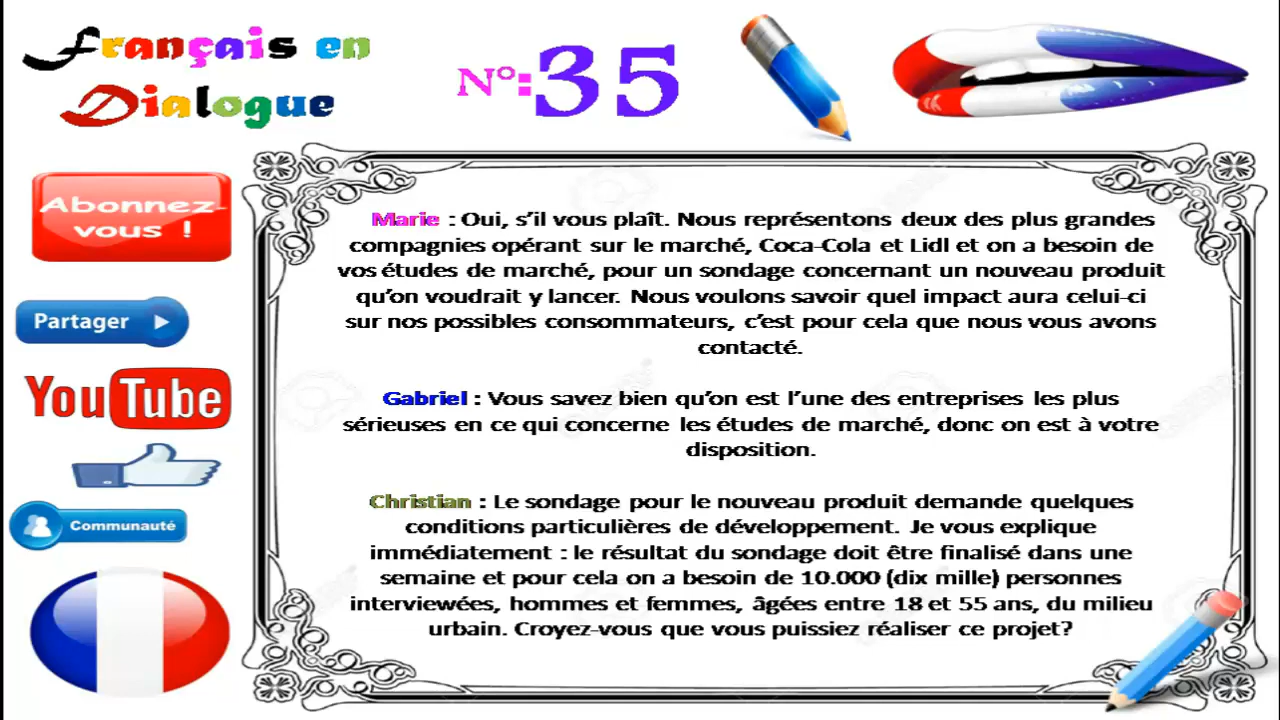 Français en
Dialogue
N°:35
Abonnez-
vous !
Partager
YouTube
Communauté
Marie : Oui, s’il vous plaît. Nous représentons deux des plus grandes
compagnies opérant sur le marché, Coca-Cola et Lidl et on a besoin de
vos études de marché, pour un sondage concernant un nouveau produit
qu’on voudrait y lancer. Nous voulons savoir quel impact aura celui-ci
sur nos possibles consommateurs, c’est pour cela que nous vous avons
contacté.
Gabriel : Vous savez bien qu’on est l’une des entreprises les plus
sérieuses en ce qui concerne les études de marché, donc on est à votre
disposition.
Christian : Le sondage pour le nouveau produit demande quelques
conditions particulières de développement. Je vous explique
immédiatement : le résultat du sondage doit être finalisé dans une
semaine et pour cela on a besoin de 10.000 (dix mille) personnes
interviewées, hommes et femmes, âgées entre 18 et 55 ans, du milieu
urbain. Croyez-vous que vous puissiez réaliser ce projet?